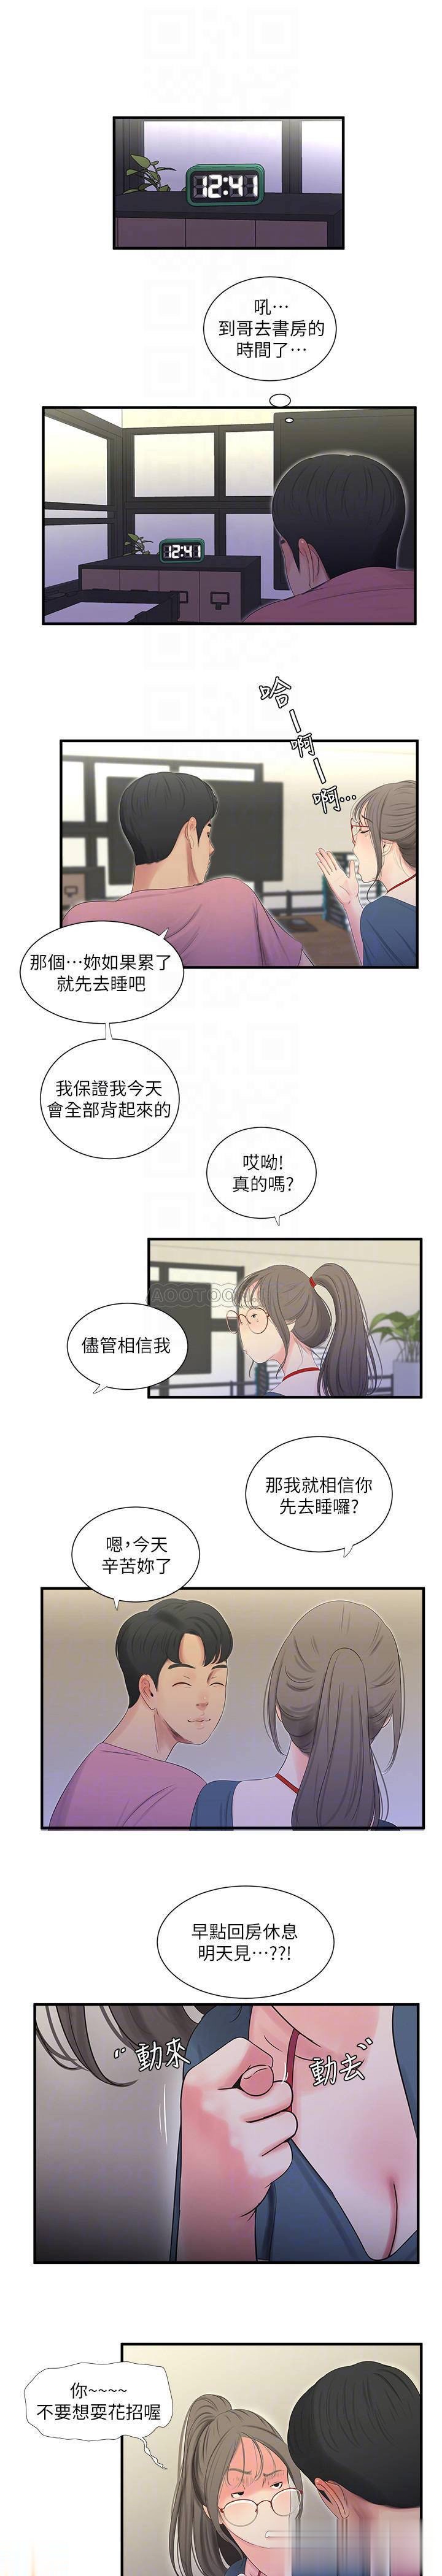 12:41
吼…
到哥去書房的
時間了…
12:41
哈ー啊ー啊…
那個…妳如果累了
就先去睡吧
我保證我今天
會全部背起來的
哎呦!
真的嗎?
儘管相信我
那我就相信你
先去睡囉?
嗯,今天
辛苦妳了
早點回房休息
明天見…??!
動來
動去
你~~~~
不要想耍花招喔